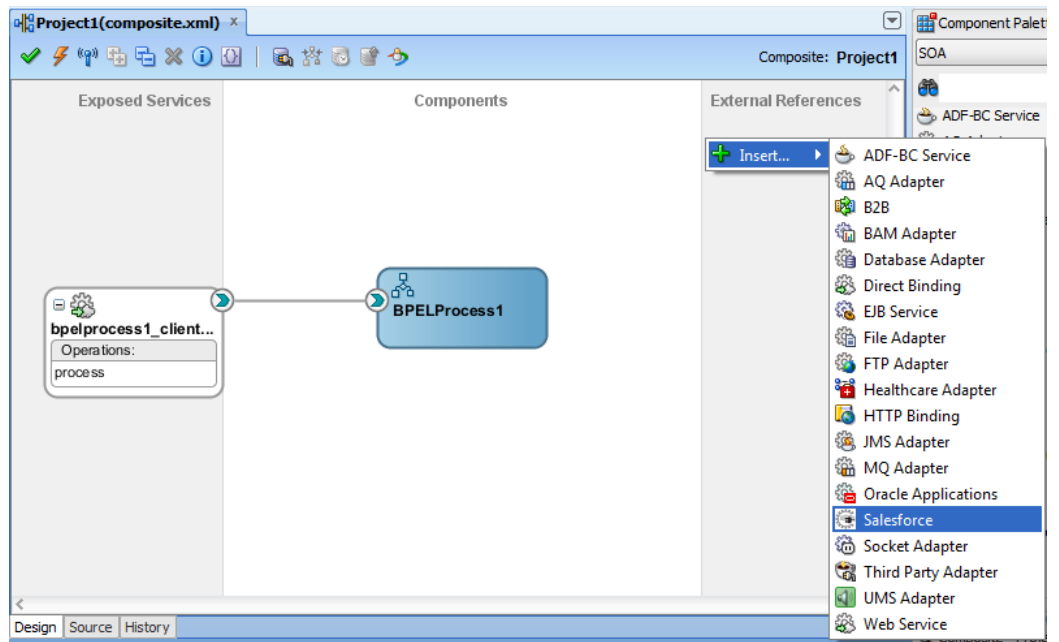 Project1(composite.xml)
Component Palet
Composite: Project1
SOA
Exposed Services
Components
External References
ADF-BC Service
Insert...
ADF-BC Service
AQ Adapter
B2B
BAM Adapter
Database Adapter
Direct Binding
EJB Service
File Adapter
FTP Adapter
Healthcare Adapter
HTTP Binding
JMS Adapter
MQ Adapter
Oracle Applications
Salesforce
Socket Adapter
Third Party Adapter
UMS Adapter
Web Service
bpelprocess1_client...
Operations:
process
BPELProcess1
Design Source History